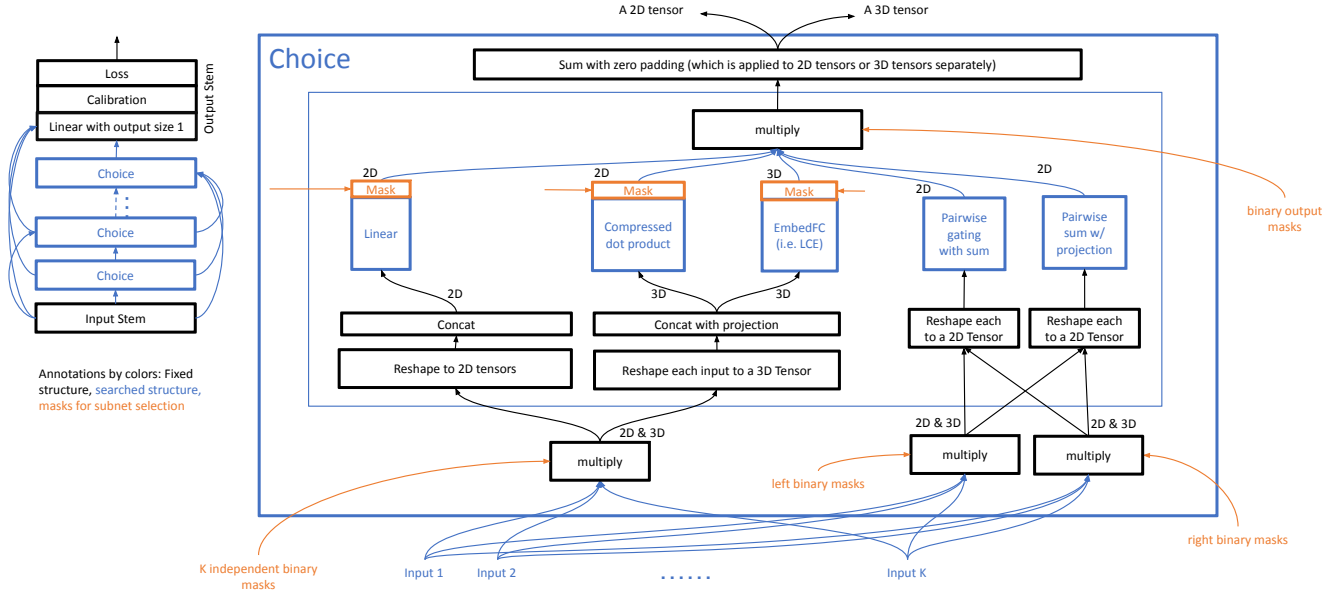 A 2D tensor
A 3D tensor
Choice
Sum with zero padding (which is applied to 2D tensors or 3D tensors separately)
multiply
2D
2D
3D
2D
2D
Mask
Mask
Mask
Linear
Compressed
dot product
EmbedFC
(i.e. LCE)
Pairwise
gating
with sum
Pairwise
sum w/
projection
binary output
masks
2D
3D
3D
Concat
Concat with projection
Reshape each
to a 2D Tensor
Reshape each
to a 2D Tensor
Reshape to 2D tensors
Reshape each input to a 3D Tensor
2D & 3D
2D & 3D
2D & 3D
multiply
multiply
multiply
left binary masks
right binary masks
K independent binary
masks
Input 1
Input 2
......
Input K
Loss
Calibration
Linear with output size 1
Output Stem
Choice
Choice
Choice
Input Stem
Annotations by colors: Fixed
structure, searched structure,
masks for subnet selection